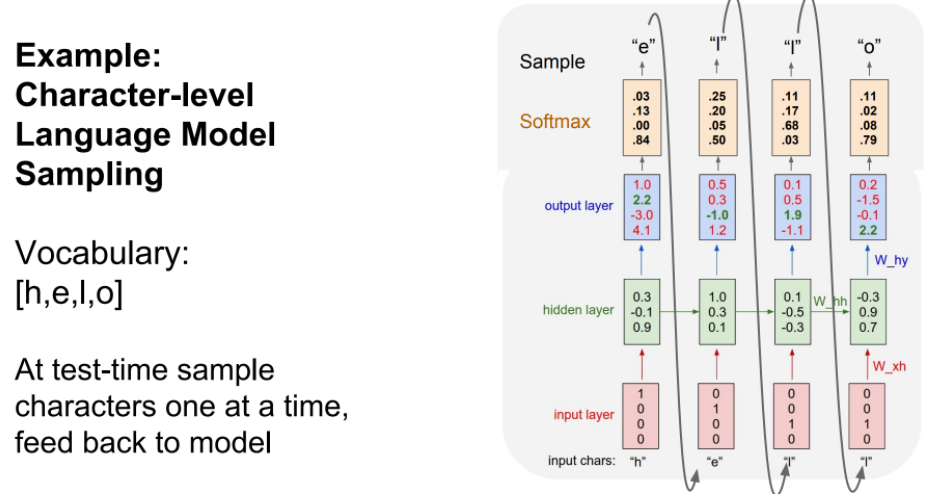 Example:
Character-level
Language Model
Sampling
Vocabulary:
[h,e,l,o]
At test-time sample
characters one at a time,
feed back to model
Sample “e” “l” “l” “o”
Softmax
.03 .25 .11 .11
.13 .20 .17 .02
.00 .05 .68 .08
.84 .50 .03 .79
output layer
1.0 0.5 0.1 0.2
2.2 0.3 0.5 -1.5
-3.0 -1.0 1.9 -0.1
4.1 1.2 -1.1 2.2
W_hy
hidden layer
0.3 1.0 0.1 -0.3
-0.1 0.3 -0.5 0.9
0.9 0.1 -0.3 0.7
W_hh
W_xh
input layer
1 0 0 0
0 1 0 0
0 0 1 1
0 0 0 0
input chars: “h” “e” “l” “l”